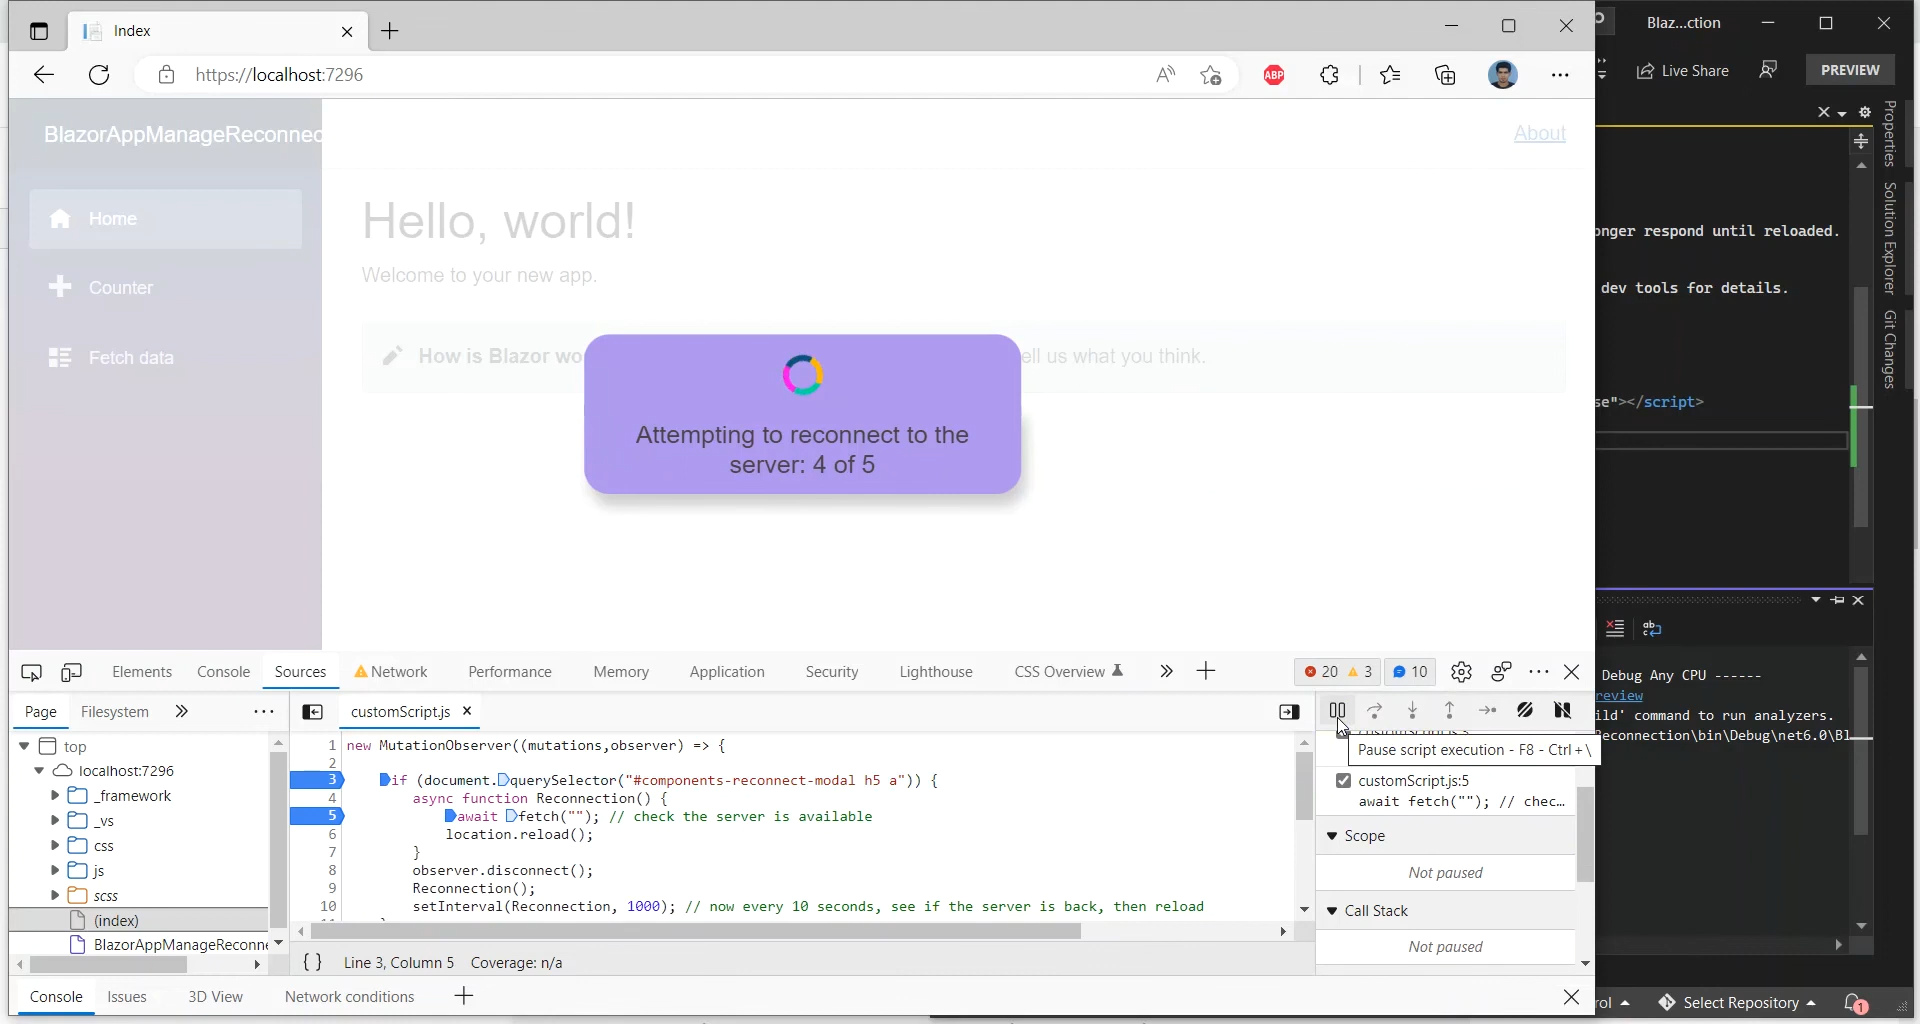 Index
https://localhost:7296
ABP
BlazorAppManageReconnec
About
Home
Counter
Fetch data
Hello, world!
Welcome to your new app.
How is Blazor wo
ell us what you think.
Attempting to reconnect to the
server: 4 of 5
Blaz...ction
Live Share
PREVIEW
Properties
Solution Explorer
Git Changes
onger respond until reloaded.
dev tools for details.
se"></script>
Debug Any CPU ------
review
ild' command to run analyzers.
Reconnection\bin\Debug\net6.0\Bl
rol
Select Repository
1
Elements
Console
Sources
Network
Performance
Memory
Application
Security
Lighthouse
CSS Overview
20
3
10
Page
Filesystem
customScript.js
top
localhost:7296
_framework
_vs
css
js
scss
(index)
BlazorAppManageReconne
1 new MutationObserver((mutations,observer) => {
2
3 if (document.querySelector("#components-reconnect-modal h5 a")) {
4 async function Reconnection() {
5 await fetch(""); // check the server is available
6 location.reload();
7 }
8 observer.disconnect();
9 Reconnection();
10 setInterval(Reconnection, 1000); // now every 10 seconds, see if the server is back, then reload
{ } Line 3, Column 5 Coverage: n/a
Pause script execution - F8 - Ctrl+\
customScript.js:5
await fetch(""); // chec...
Scope
Not paused
Call Stack
Not paused
Console
Issues
3D View
Network conditions